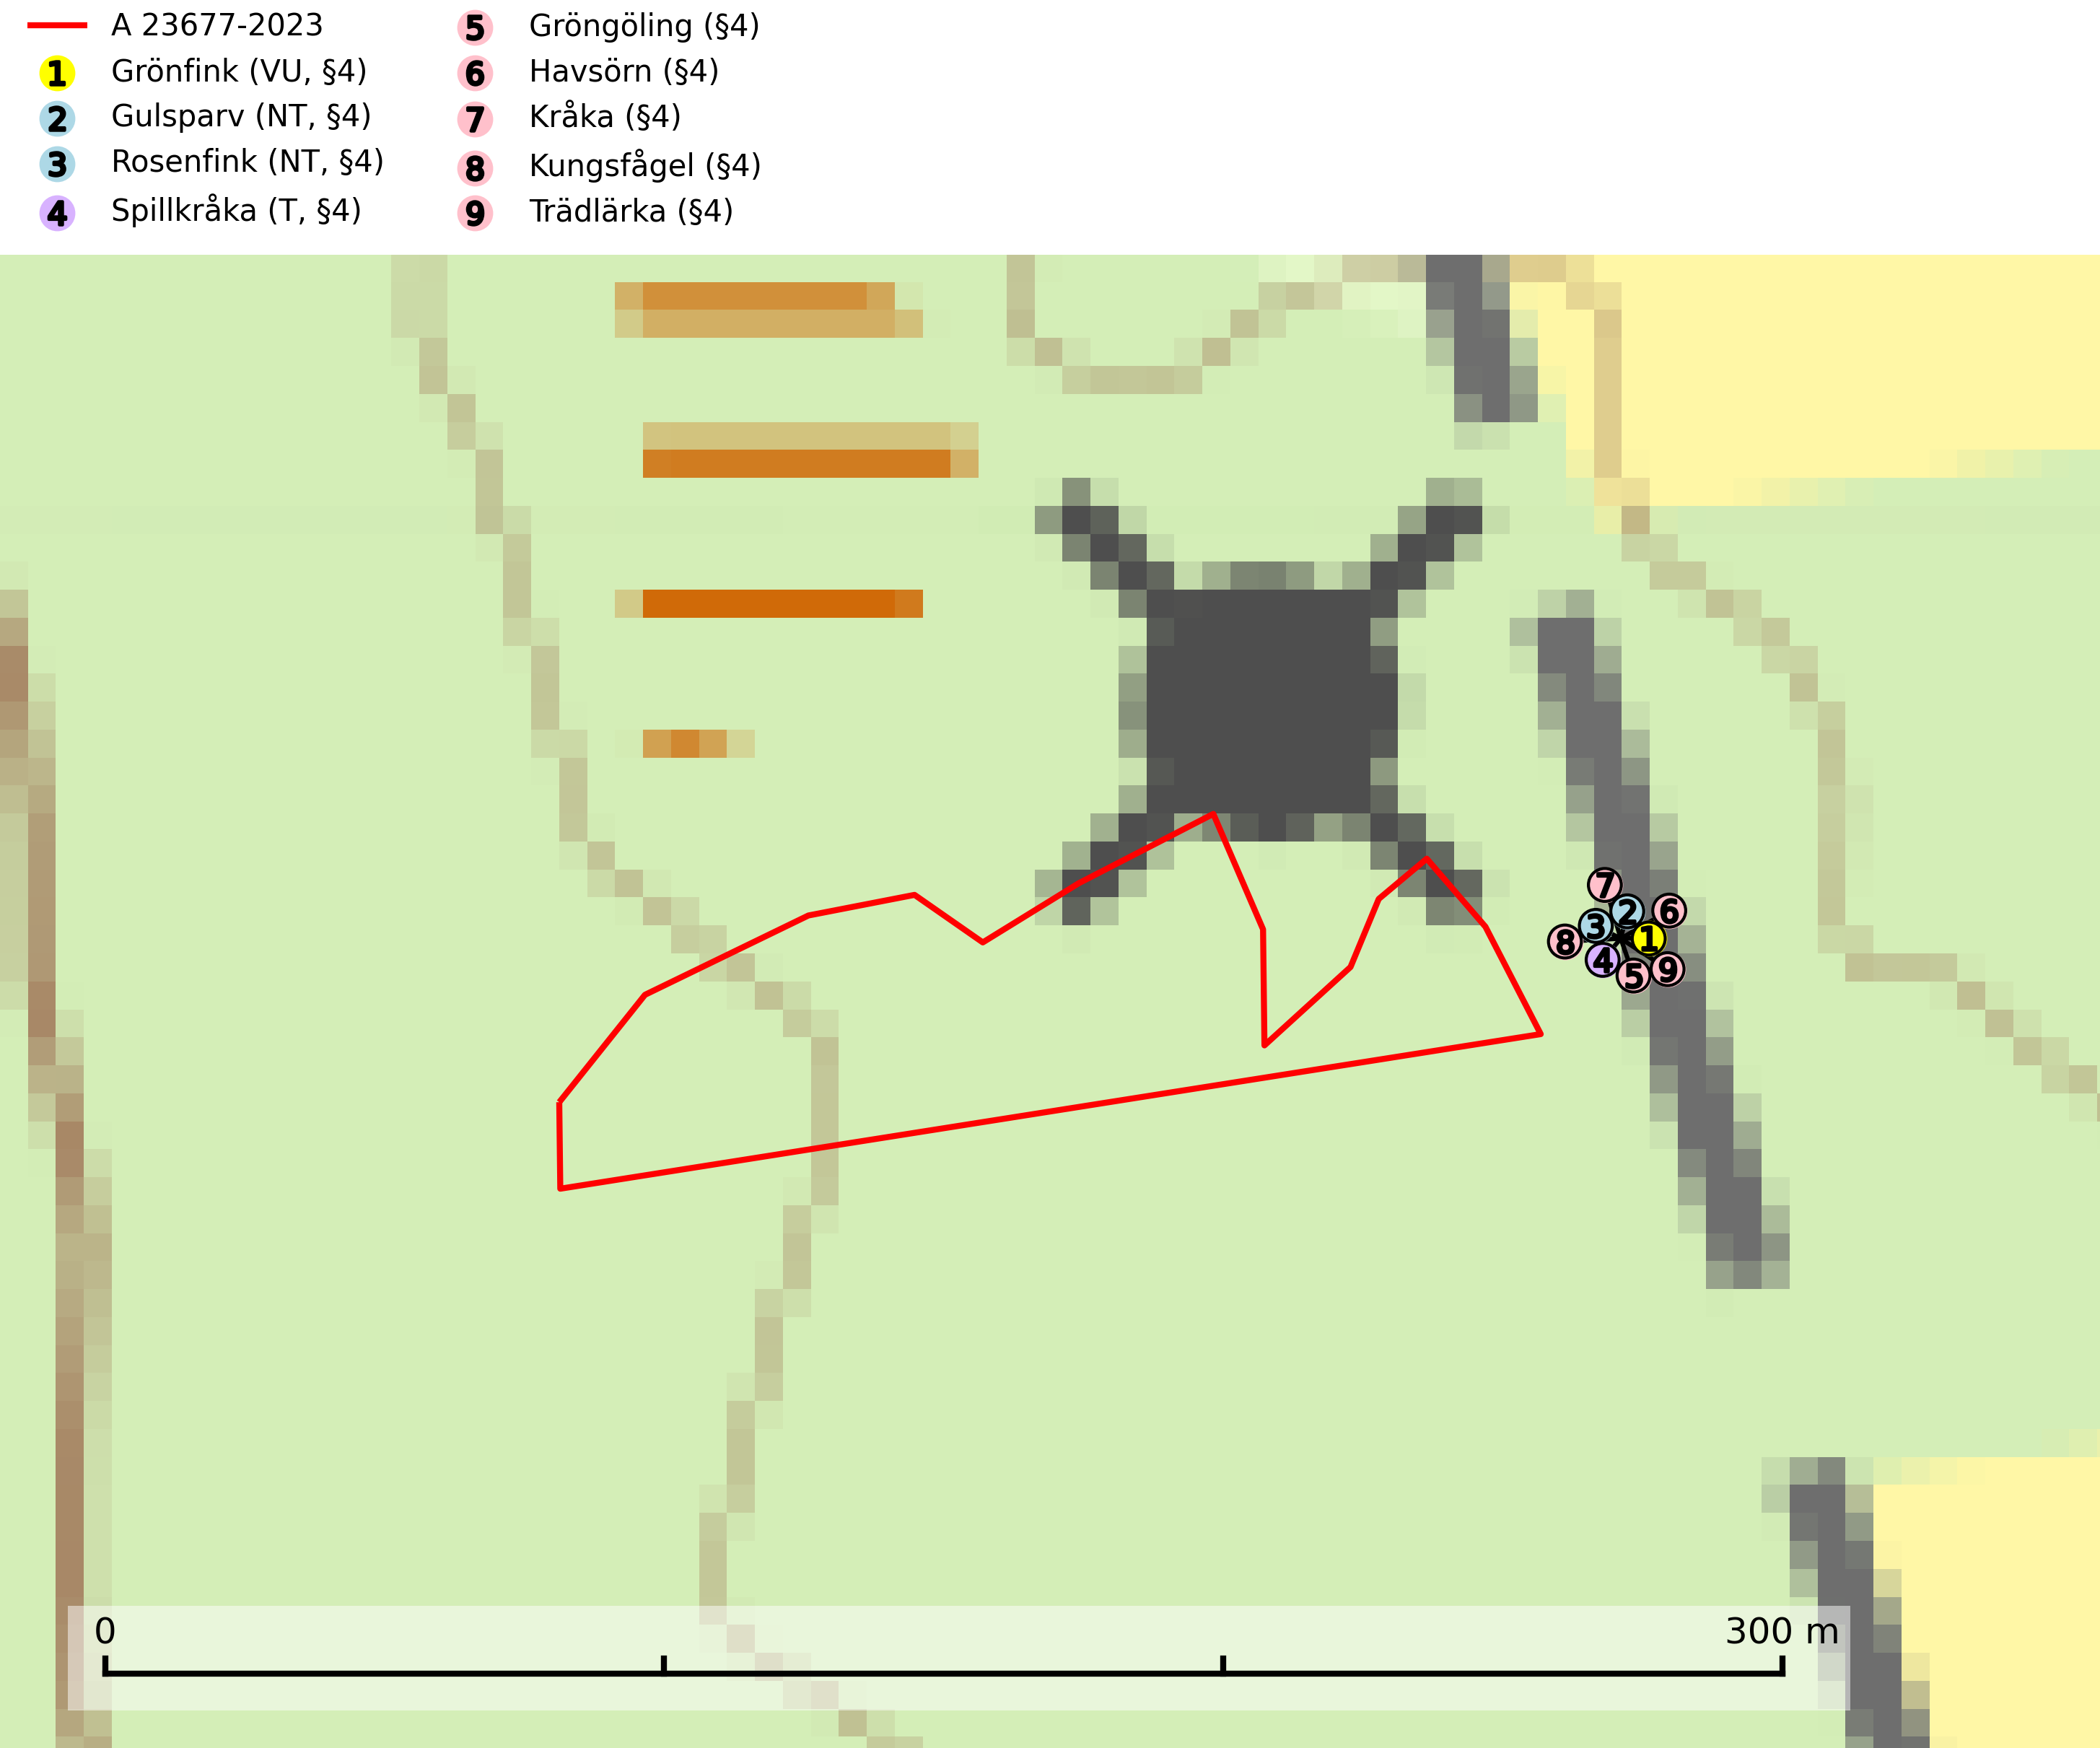 A 23677-2023
1 Grönfink (VU, §4)
2 Gulsparv (NT, §4)
3 Rosenfink (NT, §4)
4 Spillkråka (T, §4)
5 Gröngöling (§4)
6 Havsörn (§4)
7 Kråka (§4)
8 Kungsfågel (§4)
9 Trädlärka (§4)
7
2 6
3
8 1
4
5 9
0 300 m